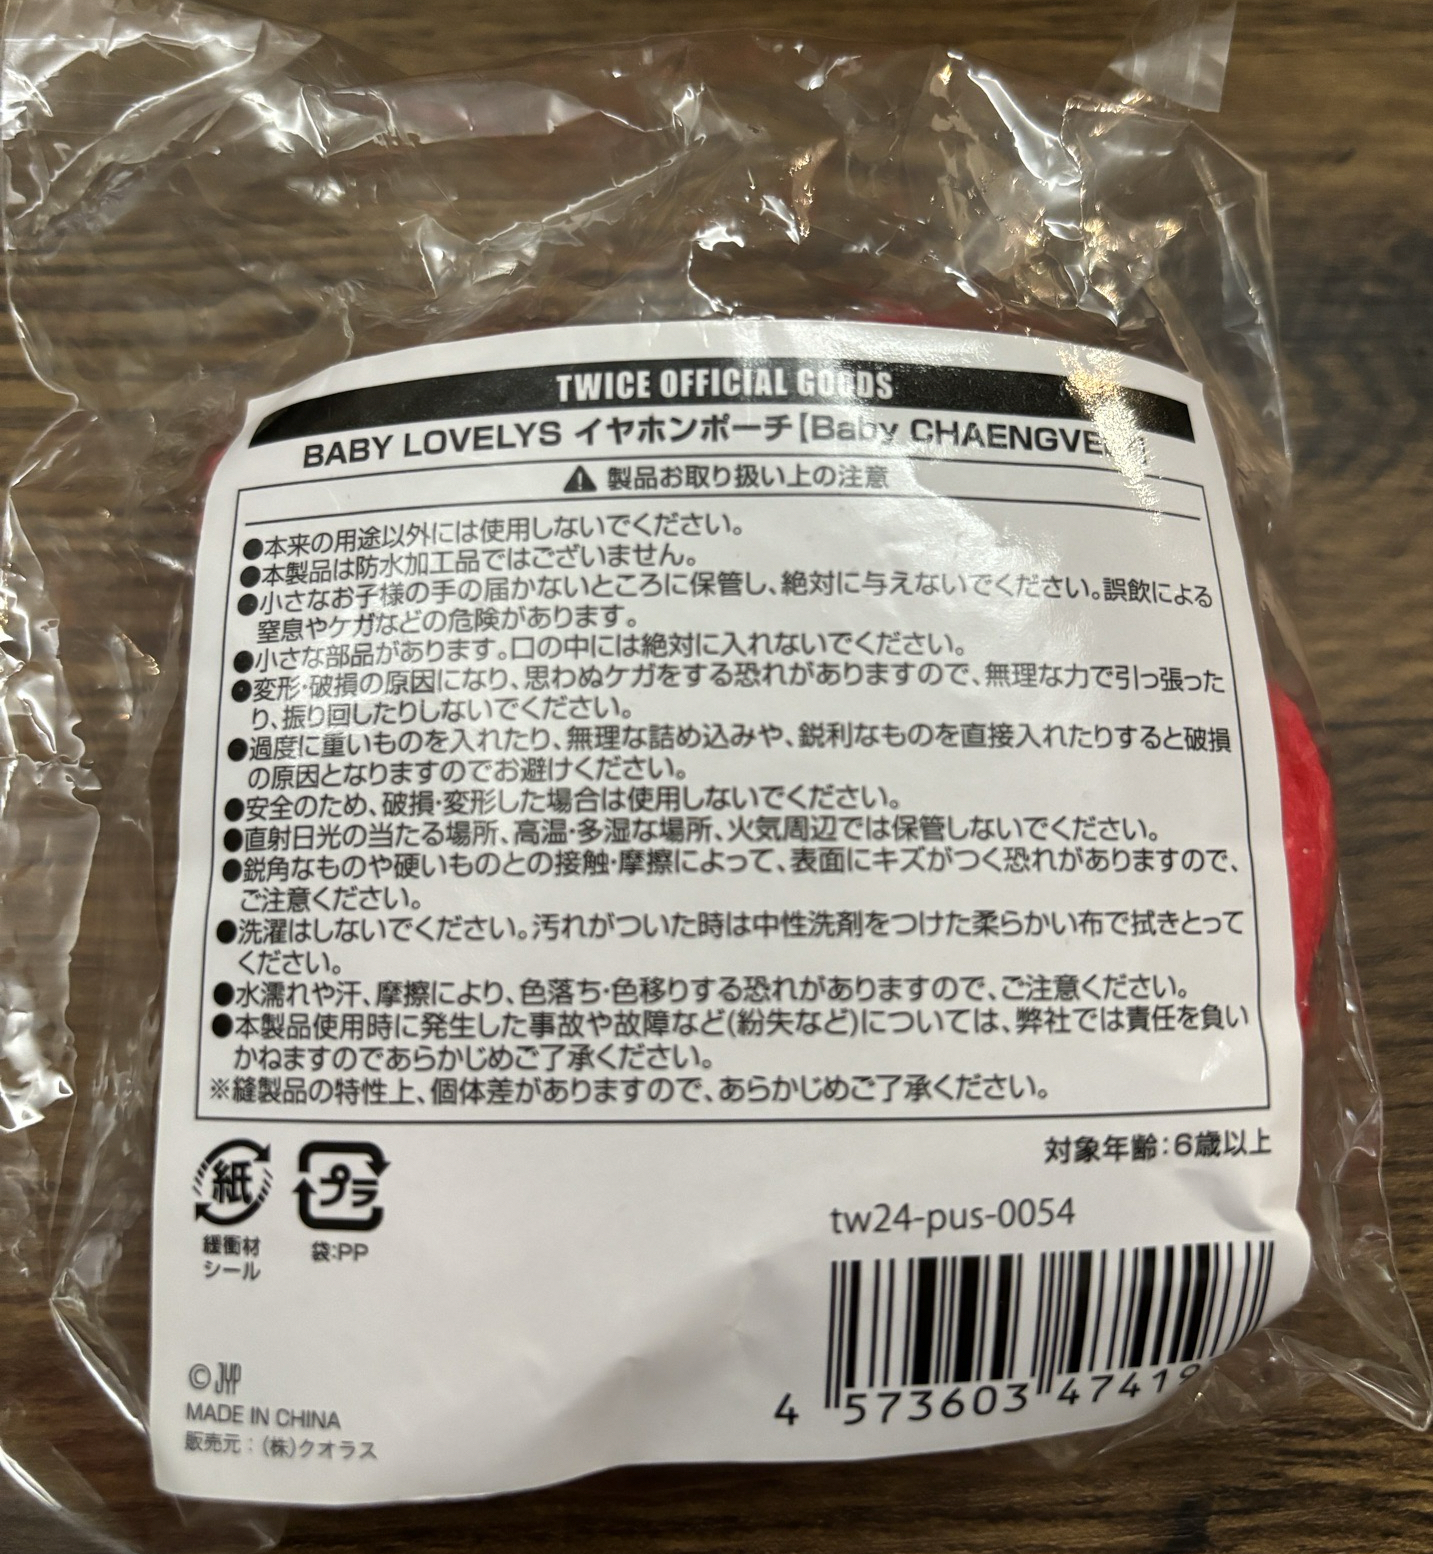 TWICE OFFICIAL GOODS
BABY LOVELYS イヤホンポーチ【Baby
⚠ 製品お取り扱い上の注意
●本来の用途以外には使用しないでください。
●本製品は防水加工品ではございません。
●小さなお子様の手の届かないところに保管し、絶対に与えないでください。誤飲による
窒息やケガなどの危険があります。
●小さな部品があります。口の中には絶対に入れないでください。
●変形・破損の原因になり、思わぬケガをする恐れがありますので、無理な力で引っ張った
り、振り回したりしないでください。
●過度に重いものを入れたり、無理な詰め込みや、鋭利なものを直接入れたりすると破損
の原因となりますのでお避けください。
●安全のため、破損・変形した場合は使用しないでください。
●直射日光の当たる場所、高温・多湿な場所、火気周辺では保管しないでください。
●鋭角なものや硬いものとの接触・摩擦によって、表面にキズがつく恐れがありますので、
ご注意ください。
●洗濯はしないでください。汚れがついた時は中性洗剤をつけた柔らかい布で拭きとって
ください。
●水濡れや汗、摩擦により、色落ち・色移りする恐れがありますので、ご注意ください。
●本製品使用時に発生した事故や故障など(紛失など)については、弊社では責任を負い
かねますのであらかじめご了承ください。
※縫製品の特性上、個体差がありますので、あらかじめご了承ください。
対象年齢：6歳以上
紙
プラ
緩衝材
シール
袋：PP
tw24-pus-0054
4 573603
© JYP
MADE IN CHINA
販売元：(株)クオラス